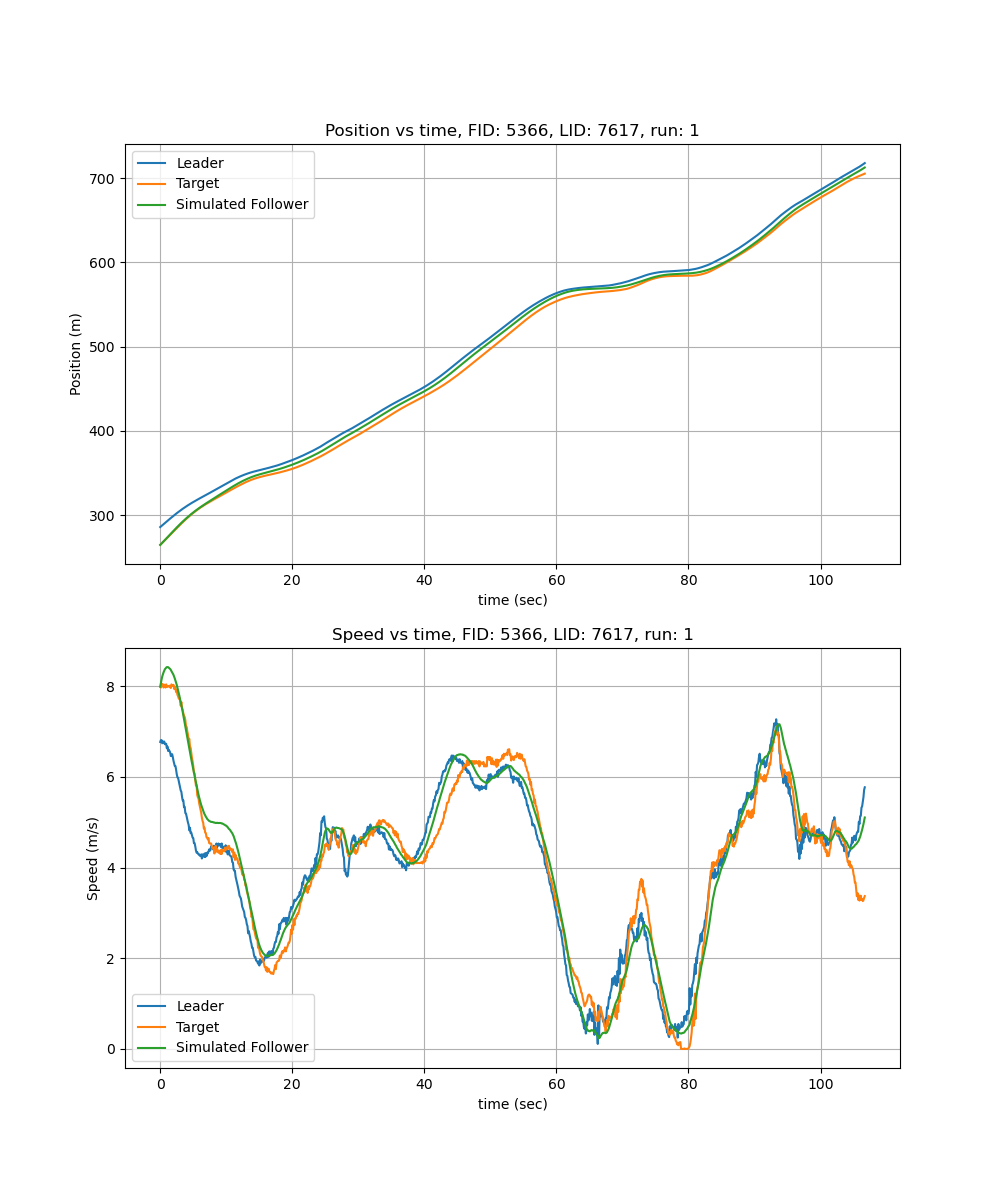 Position vs time, FID: 5366, LID: 7617, run: 1
Leader
Target
Simulated Follower
700
600
500
400
300
Position (m)
0 20 40 60 80 100
time (sec)
Speed vs time, FID: 5366, LID: 7617, run: 1
8
6
4
2
0
Speed (m/s)
Leader
Target
Simulated Follower
0 20 40 60 80 100
time (sec)